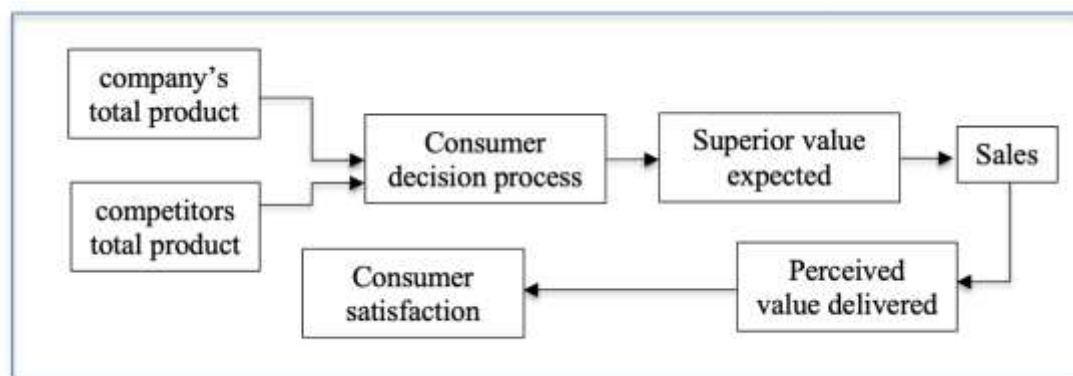 company's
total product
competitors
total product
Consumer
decision process
Superior value
expected
Sales
Perceived
value delivered
Consumer
satisfaction